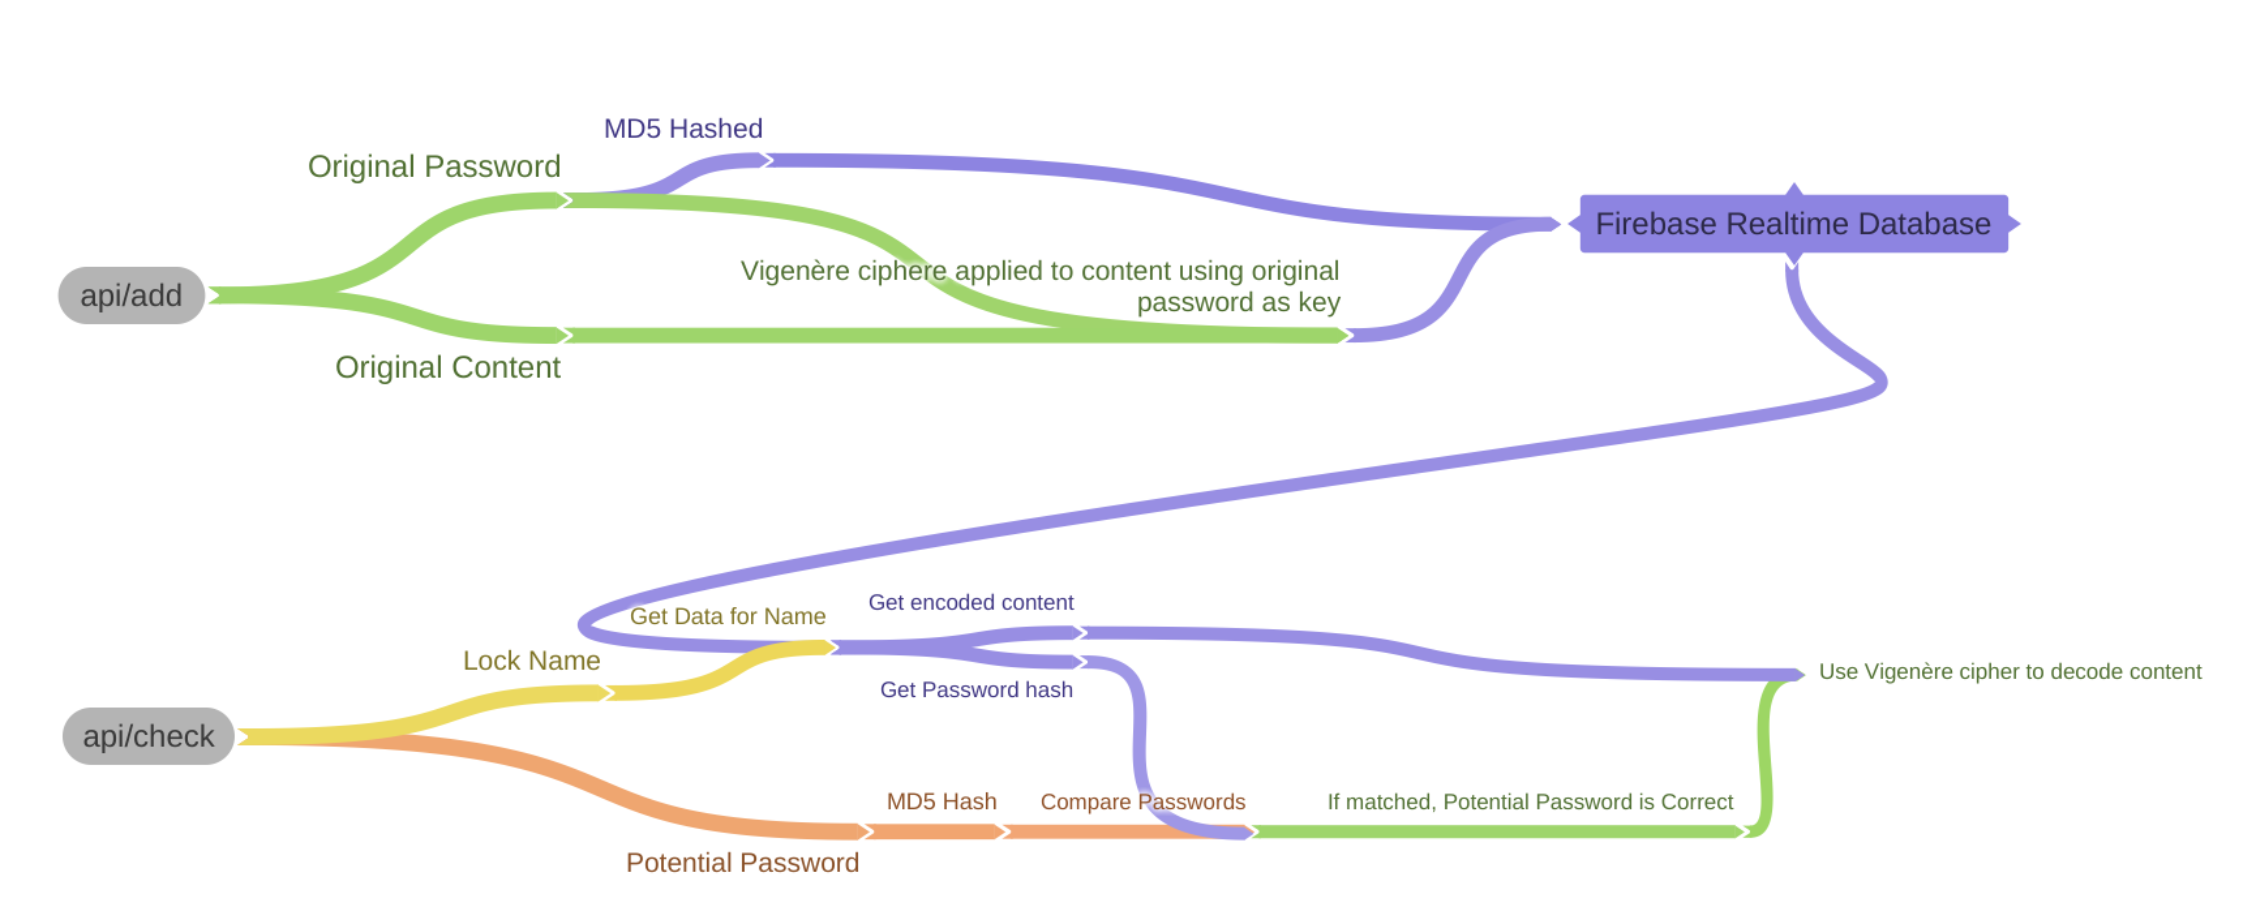 MD5 Hashed
Original Password
Firebase Realtime Database
Vigenère ciphere applied to content using original
password as key
api/add
Original Content
Get encoded content
Get Data for Name
Lock Name
Use Vigenère cipher to decode content
Get Password hash
api/check
MD5 Hash
Compare Passwords
If matched, Potential Password is Correct
Potential Password